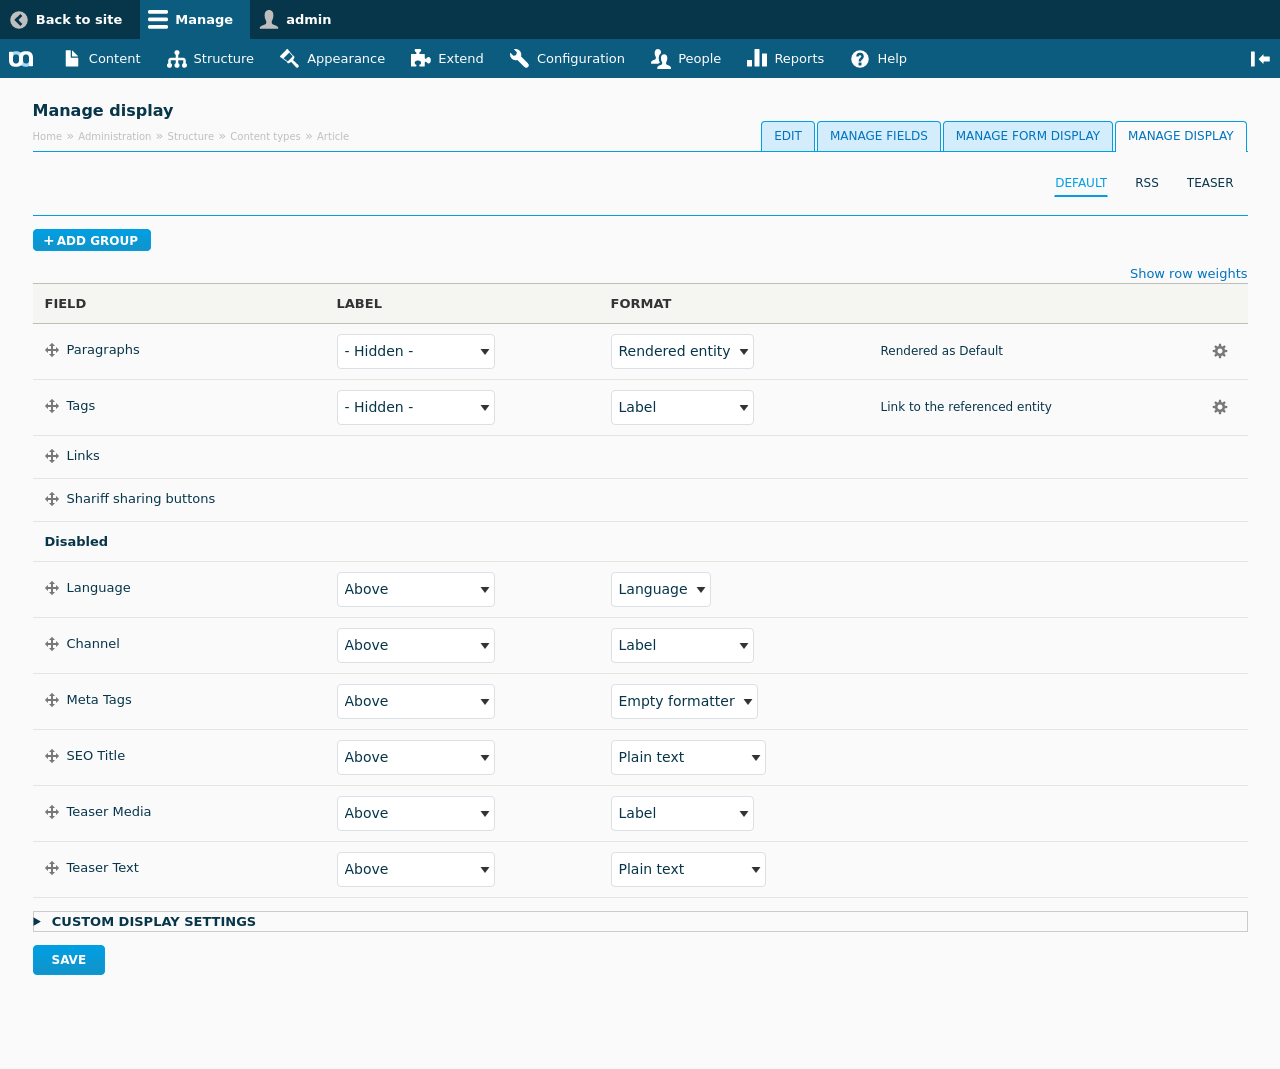 Back to site Manage admin
Content Structure Appearance Extend Configuration People Reports Help
Manage display
Home » Administration » Structure » Content types » Article
EDIT MANAGE FIELDS MANAGE FORM DISPLAY MANAGE DISPLAY
DEFAULT RSS TEASER
+ ADD GROUP
Show row weights
FIELD LABEL FORMAT
Paragraphs - Hidden - Rendered entity Rendered as Default
Tags - Hidden - Label Link to the referenced entity
Links
Shariff sharing buttons
Disabled
Language Above Language
Channel Above Label
Meta Tags Above Empty formatter
SEO Title Above Plain text
Teaser Media Above Label
Teaser Text Above Plain text
CUSTOM DISPLAY SETTINGS
SAVE